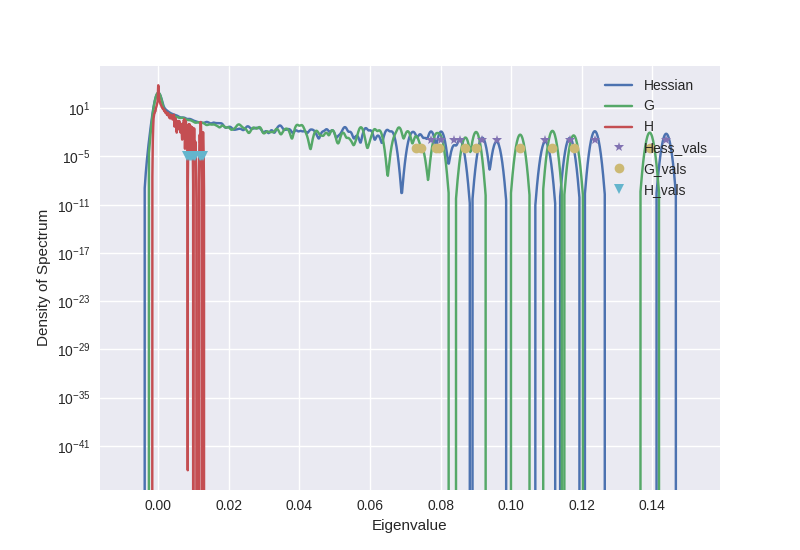 Hessian
G
H
Hess_vals
G_vals
H_vals
10^1
10^-5
10^-11
10^-17
10^-23
10^-29
10^-35
10^-41
Density of Spectrum
0.00 0.02 0.04 0.06 0.08 0.10 0.12 0.14
Eigenvalue